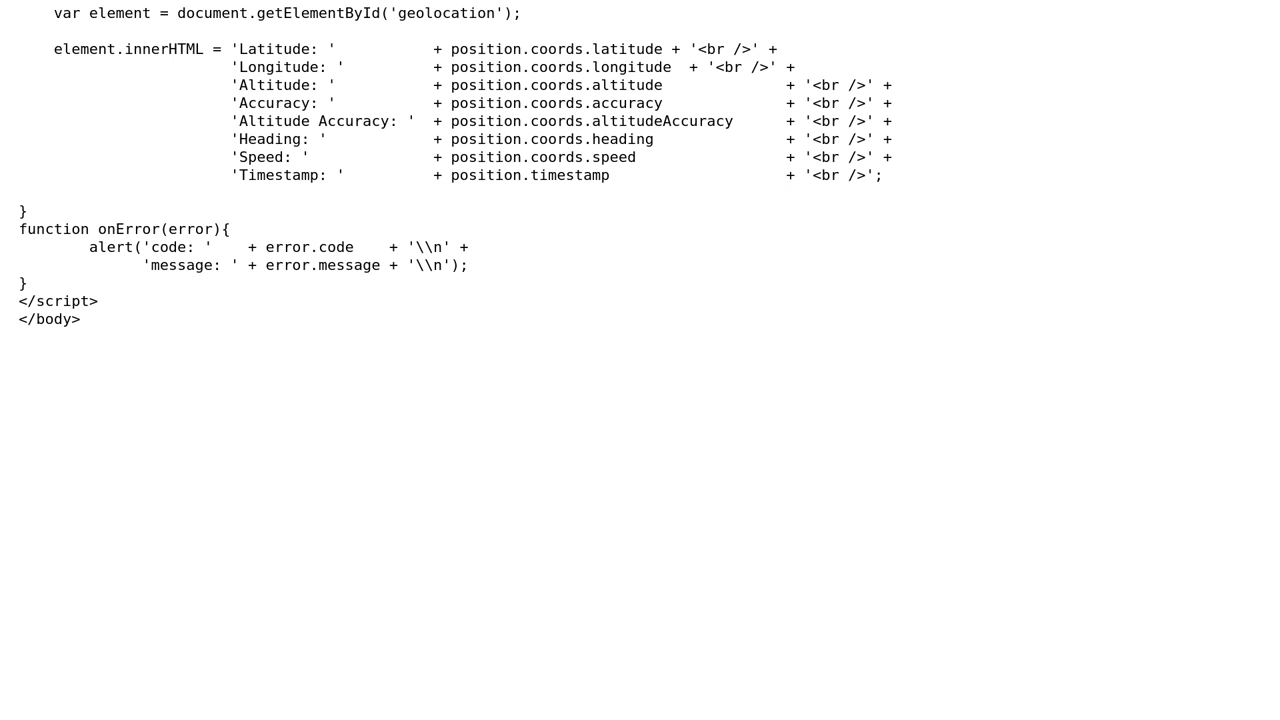 var element = document.getElementById('geolocation');

    element.innerHTML = 'Latitude: '           + position.coords.latitude + '<br />' +
                        'Longitude: '          + position.coords.longitude  + '<br />' +
                        'Altitude: '           + position.coords.altitude              + '<br />' +
                        'Accuracy: '           + position.coords.accuracy              + '<br />' +
                        'Altitude Accuracy: '  + position.coords.altitudeAccuracy      + '<br />' +
                        'Heading: '            + position.coords.heading               + '<br />' +
                        'Speed: '              + position.coords.speed                 + '<br />' +
                        'Timestamp: '          + position.timestamp                    + '<br />';

}
function onError(error){
        alert('code: '    + error.code    + '\\n' +
              'message: ' + error.message + '\\n');
}
</script>
</body>